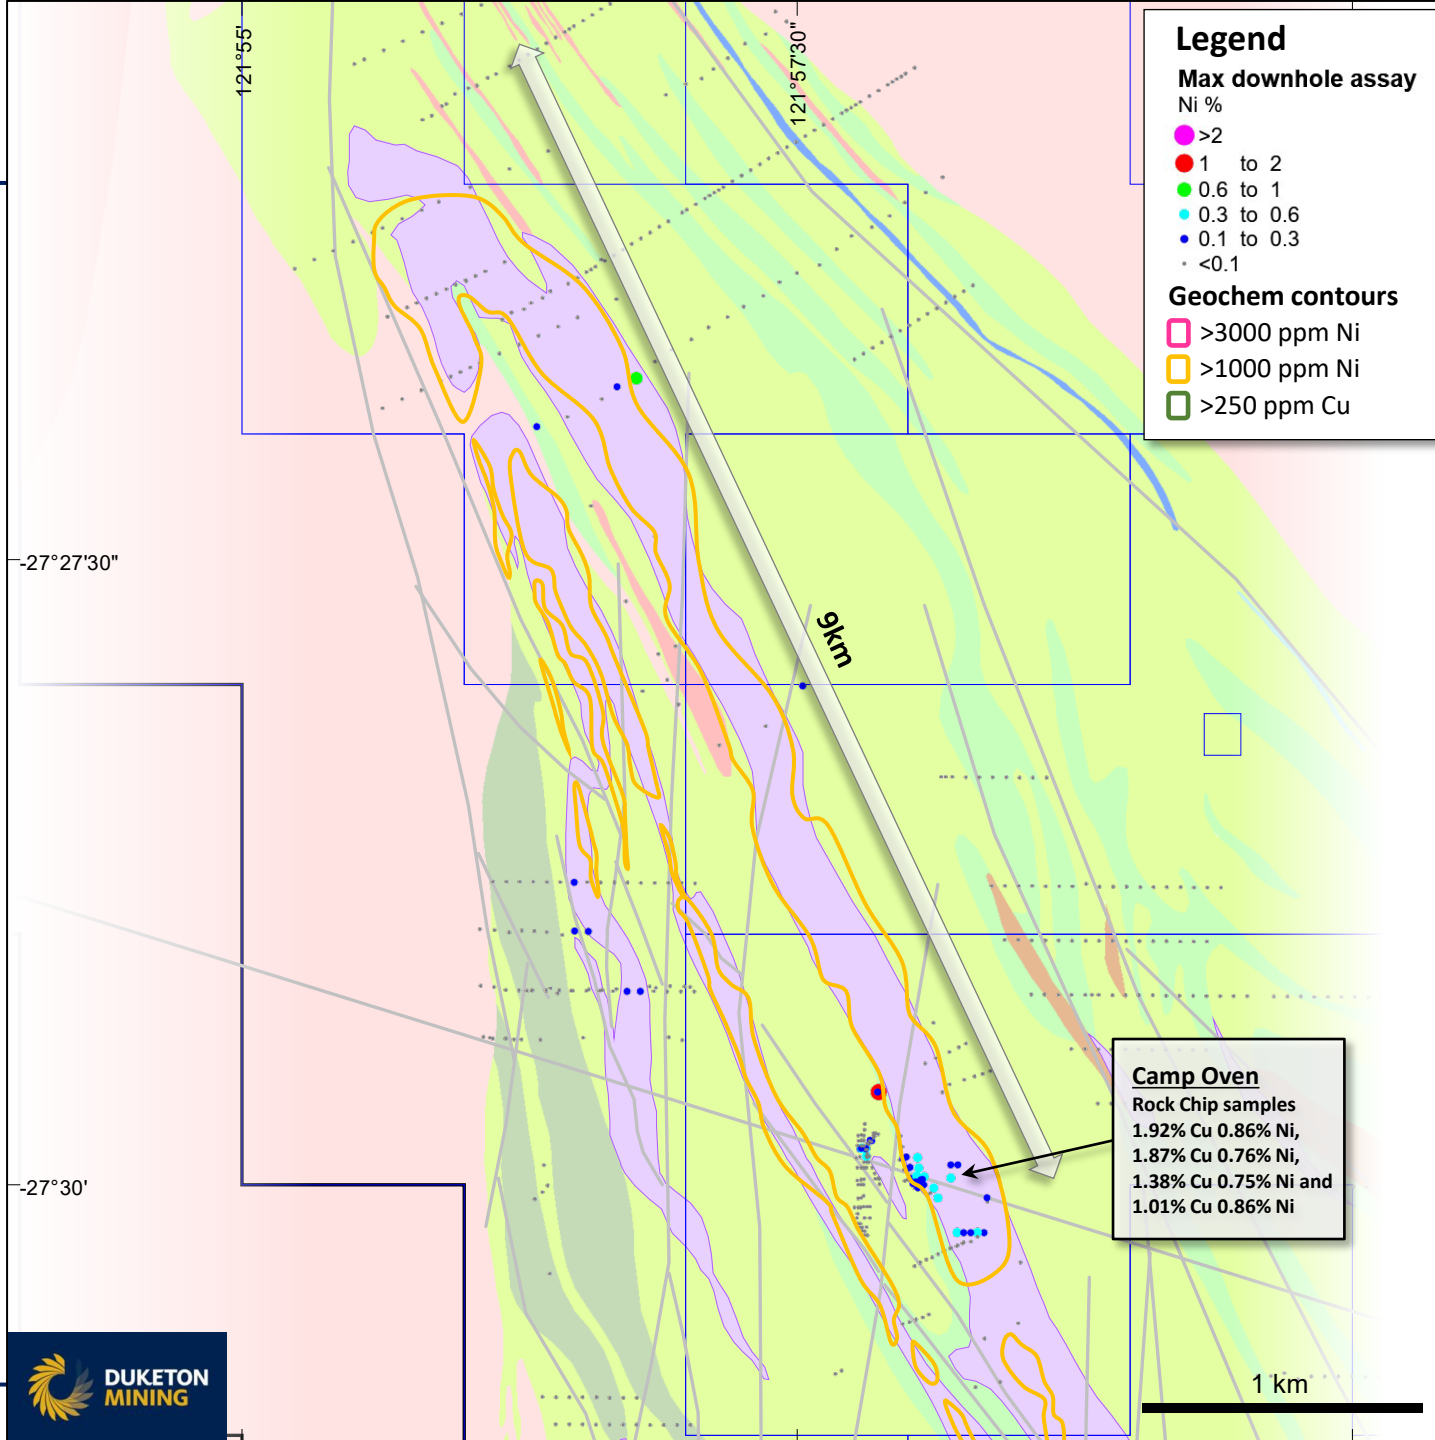 121°55'
121°57'30"
Legend
Max downhole assay
Ni %
>2
1 to 2
0.6 to 1
0.3 to 0.6
0.1 to 0.3
<0.1
Geochem contours
>3000 ppm Ni
>1000 ppm Ni
>250 ppm Cu
-27°27'30"
9km
Camp Oven
Rock Chip samples
1.92% Cu 0.86% Ni,
1.87% Cu 0.76% Ni,
1.38% Cu 0.75% Ni and
1.01% Cu 0.86% Ni
-27°30'
1 km
DUKETON
MINING